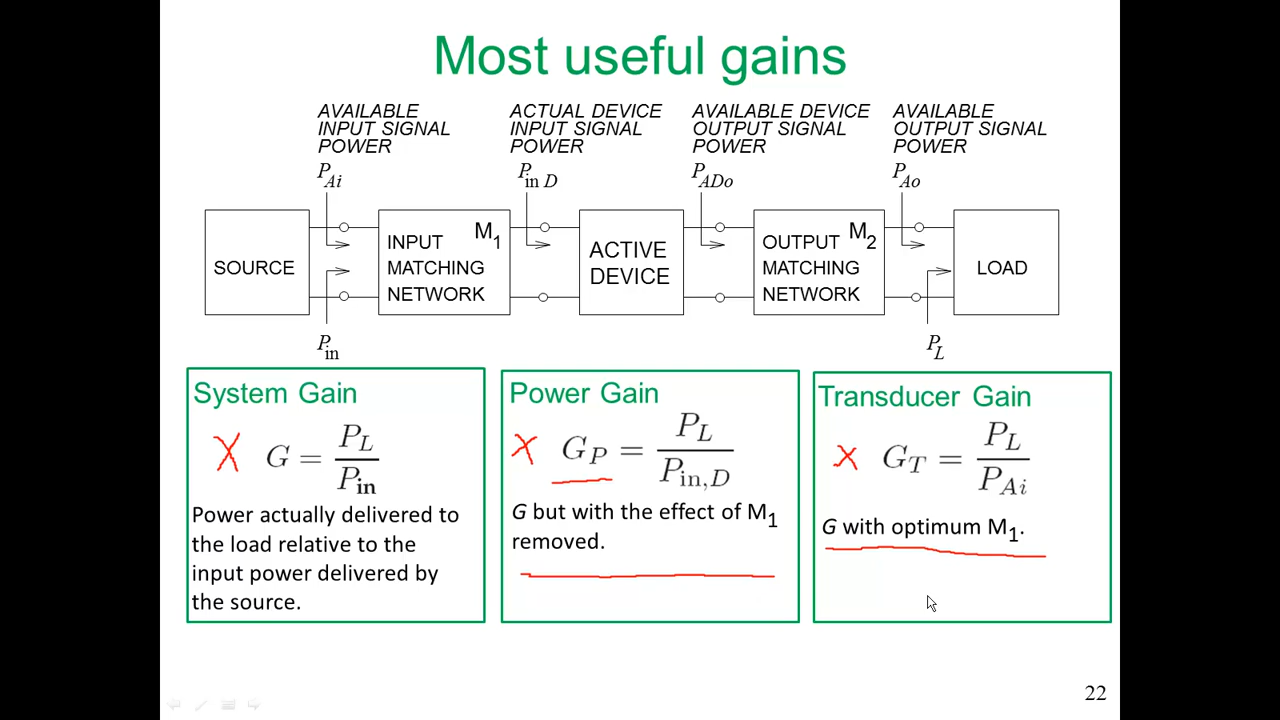 Most useful gains
AVAILABLE
INPUT SIGNAL
POWER
P_Ai
ACTUAL DEVICE
INPUT SIGNAL
POWER
P_in D
AVAILABLE DEVICE
OUTPUT SIGNAL
POWER
P_ADo
AVAILABLE
OUTPUT SIGNAL
POWER
P_Ao
SOURCE
INPUT M_1
MATCHING
NETWORK
ACTIVE
DEVICE
OUTPUT M_2
MATCHING
NETWORK
LOAD
P_in
P_L
System Gain
X G = P_L / P_in
Power actually delivered to
the load relative to the
input power delivered by
the source.
Power Gain
X G_P = P_L / P_in,D
G but with the effect of M_1
removed.
Transducer Gain
X G_T = P_L / P_Ai
G with optimum M_1.
22